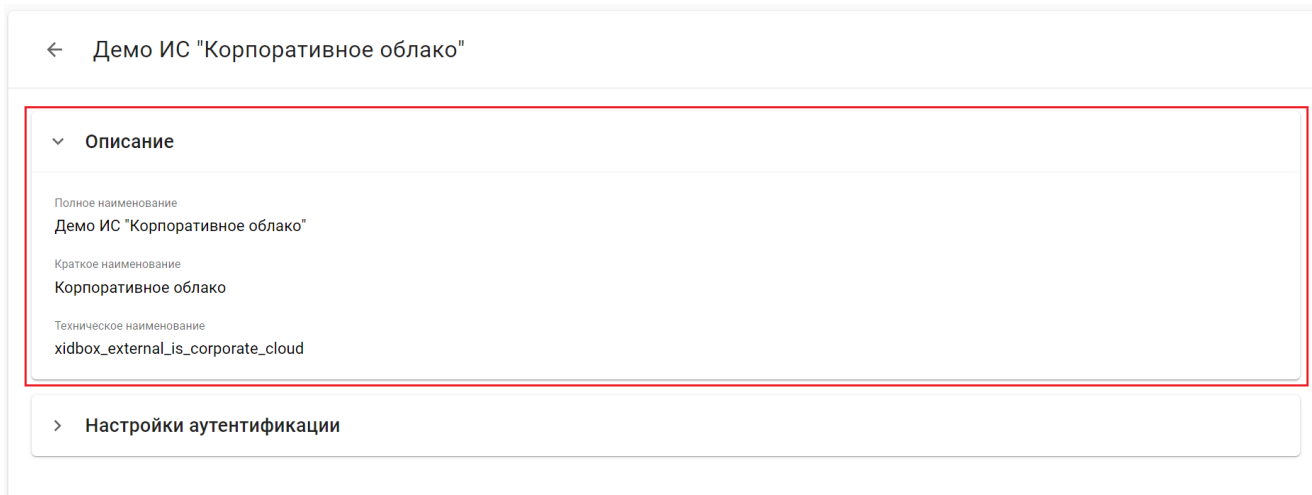 Демо ИС "Корпоративное облако"
Описание
Полное наименование
Демо ИС "Корпоративное облако"
Краткое наименование
Корпоративное облако
Техническое наименование
xidbox_external_is_corporate_cloud
Настройки аутентификации